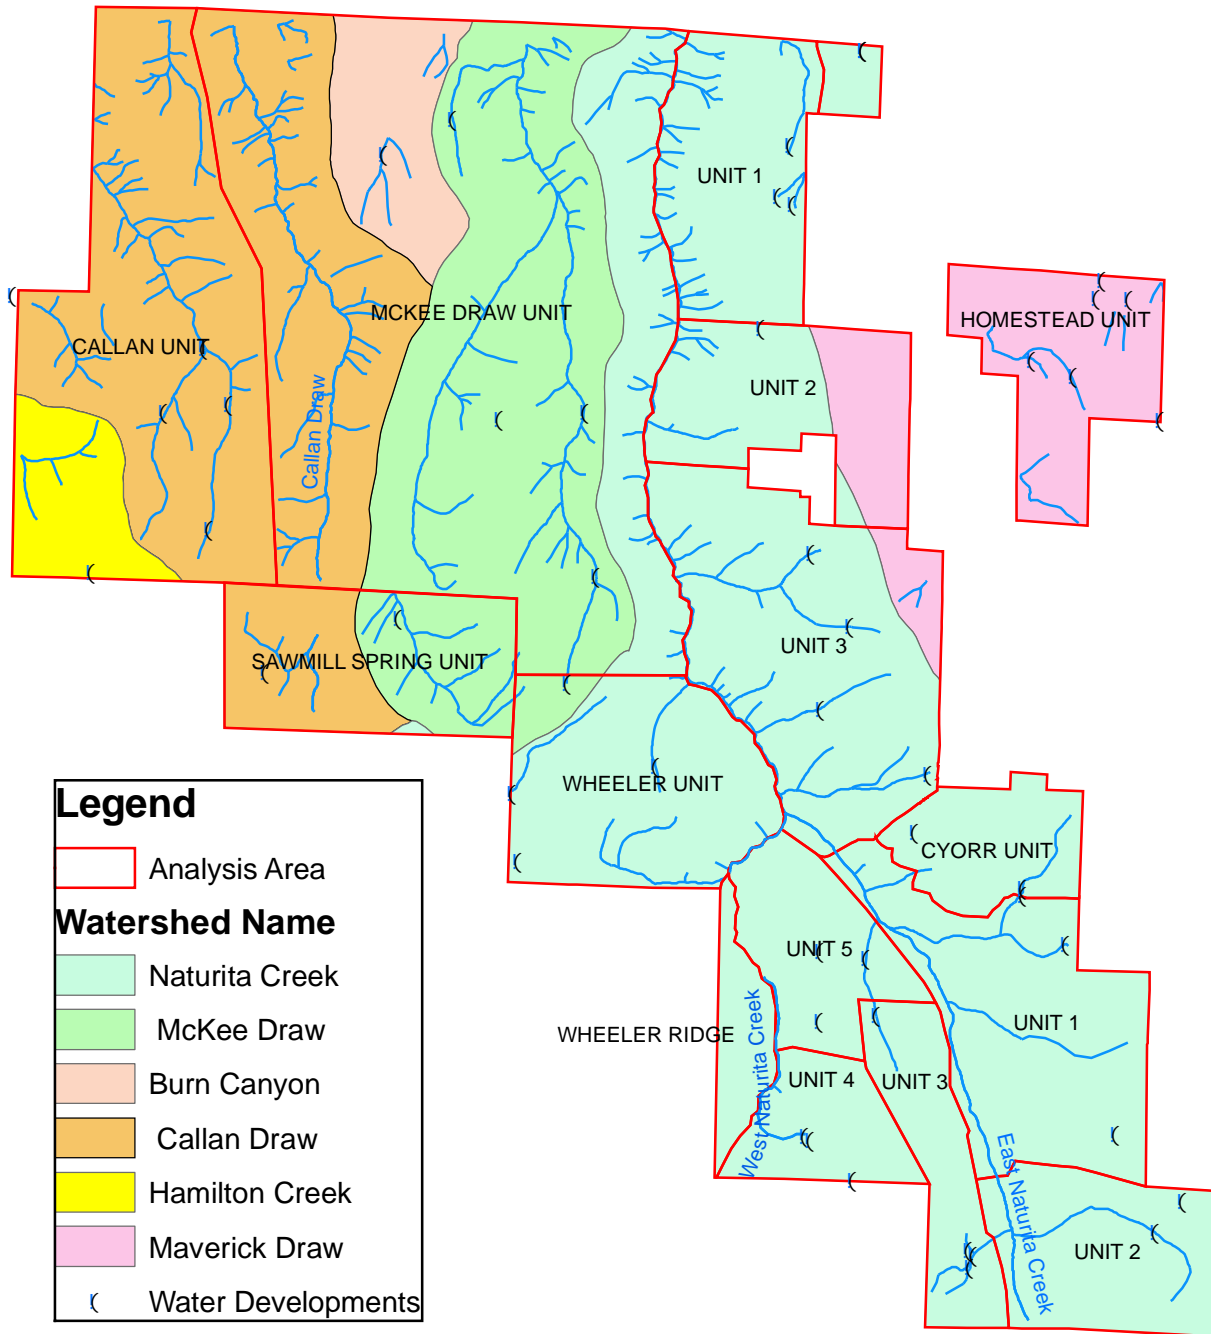 UNIT 1
HOMESTEAD UNIT
MCKEE DRAW UNIT
CALLAN UNIT
UNIT 2
Callan Draw
UNIT 3
SAWMILL SPRING UNIT
WHEELER UNIT
CYORR UNIT
UNIT 5
WHEELER RIDGE
West Naturita Creek
UNIT 1
UNIT 4
UNIT 3
East Naturita Creek
UNIT 2
Legend
Analysis Area
Watershed Name
Naturita Creek
McKee Draw
Burn Canyon
Callan Draw
Hamilton Creek
Maverick Draw
Water Developments